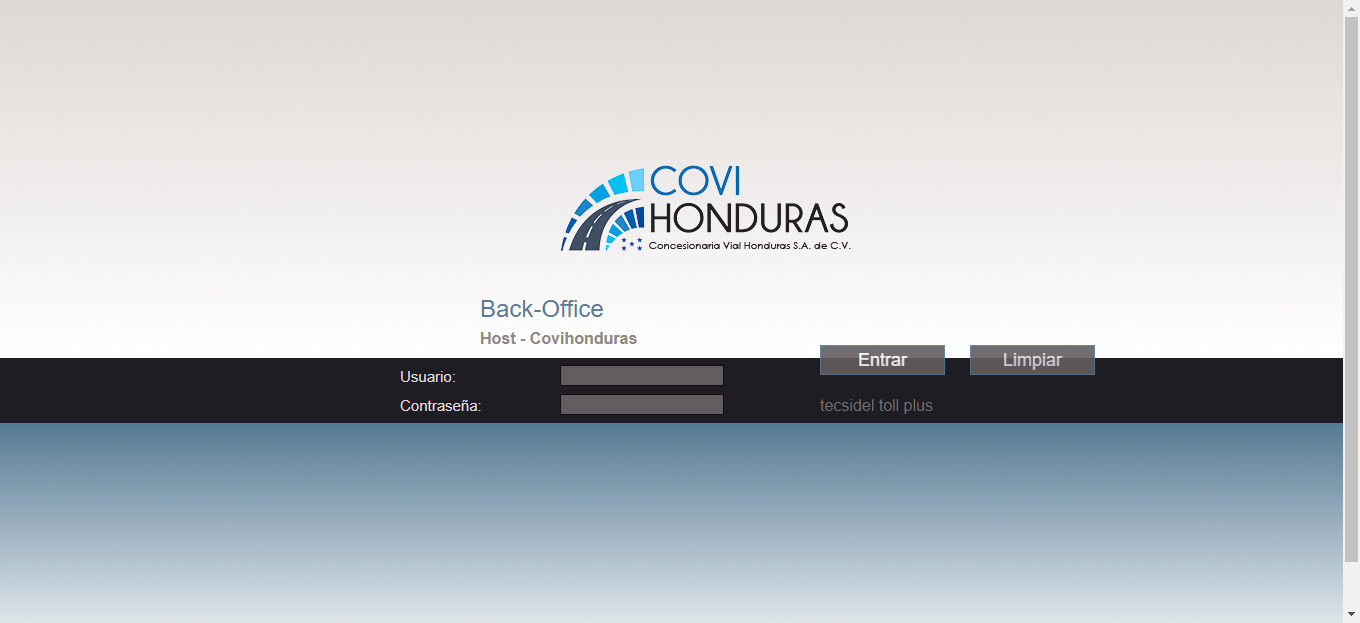 COVI
HONDURAS
Concesionaria Vial Honduras S.A. de C.V.
Back-Office
Host - Covihonduras
Entrar
Limpiar
Usuario:
Contraseña:
tecsidel toll plus